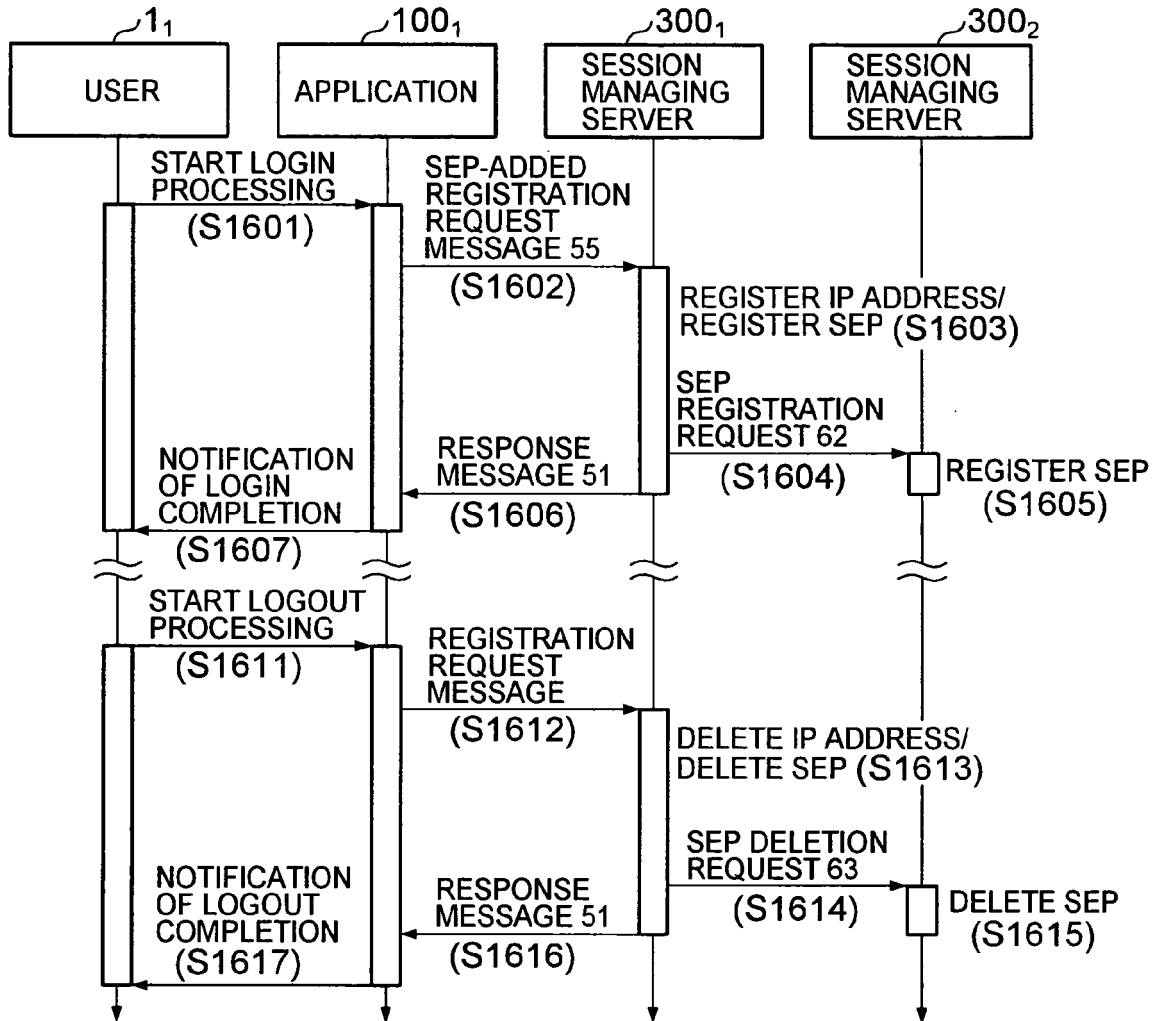 1₁
100₁
300₁
300₂
USER
APPLICATION
SESSION
MANAGING
SERVER
SESSION
MANAGING
SERVER
START LOGIN
PROCESSING
(S1601)
SEP-ADDED
REGISTRATION
REQUEST
MESSAGE 55
(S1602)
REGISTER IP ADDRESS/
REGISTER SEP (S1603)
SEP
REGISTRATION
REQUEST 62
(S1604)
REGISTER SEP
(S1605)
RESPONSE
MESSAGE 51
(S1606)
NOTIFICATION
OF LOGIN
COMPLETION
(S1607)
START LOGOUT
PROCESSING
(S1611)
REGISTRATION
REQUEST
MESSAGE
(S1612)
DELETE IP ADDRESS/
DELETE SEP (S1613)
SEP DELETION
REQUEST 63
(S1614)
DELETE SEP
(S1615)
RESPONSE
MESSAGE 51
(S1616)
NOTIFICATION
OF LOGOUT
COMPLETION
(S1617)